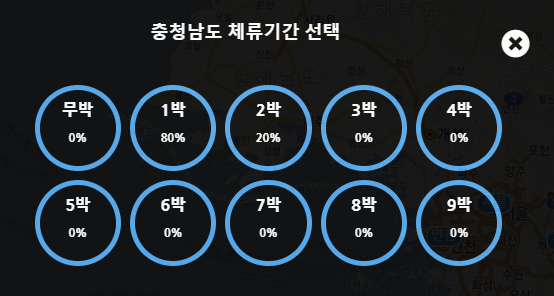 충청남도 체류기간 선택
무박 1박 2박 3박 4박
0% 80% 20% 0% 0%
5박 6박 7박 8박 9박
0% 0% 0% 0% 0%